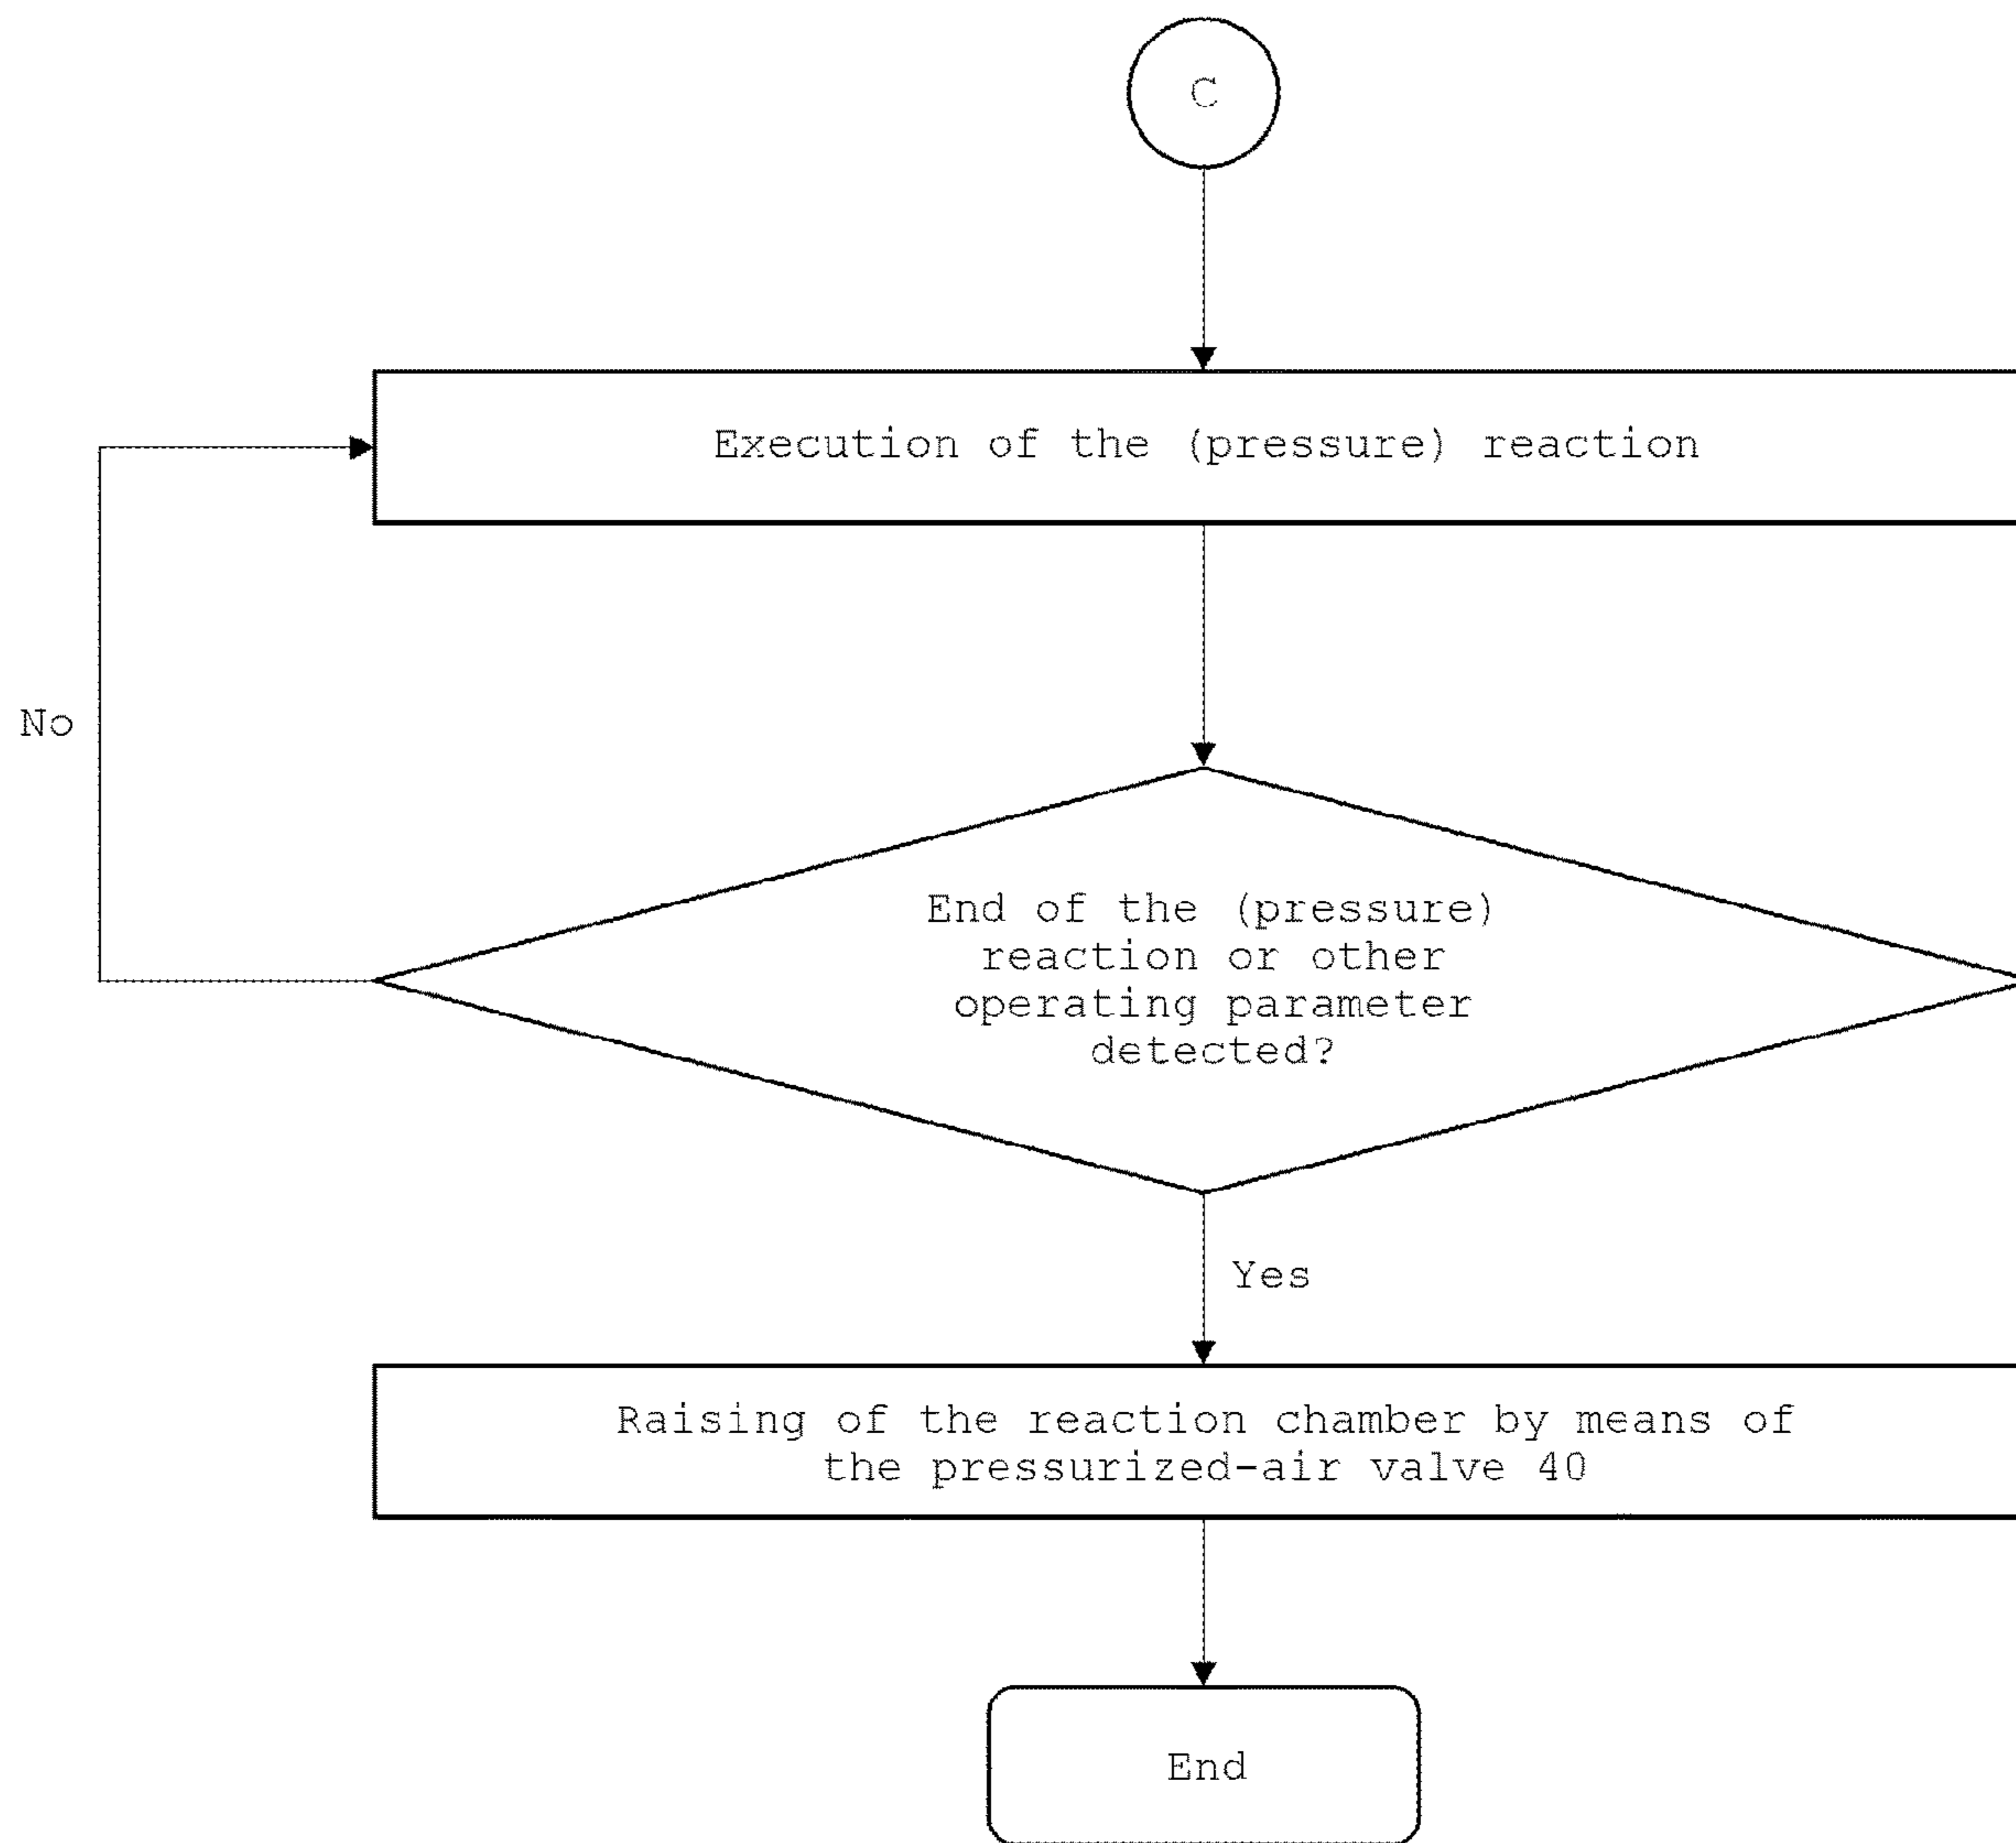 C
Execution of the (pressure) reaction
No
End of the (pressure)
reaction or other
operating parameter
detected?
Yes
Raising of the reaction chamber by means of
the pressurized-air valve 40
End